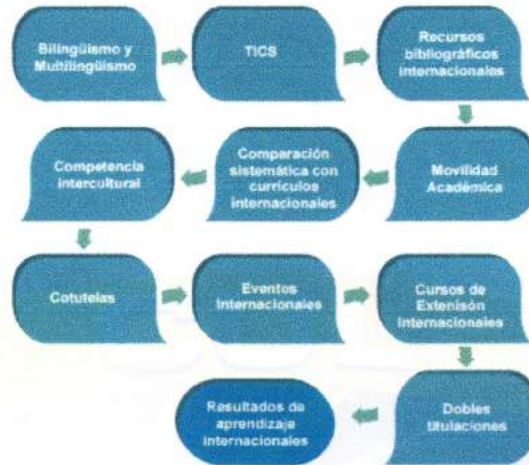 Bilingüismo y
Multilingüismo
TICS
Recursos
bibliográficos
internacionales
Movilidad
Académica
Comparación
sistemática con
currículos
internacionales
Competencia
intercultural
Cotutelas
Eventos
Internacionales
Cursos de
Extenisón
Internacionales
Dobles
titulaciones
Resultados de
aprendizaje
internacionales